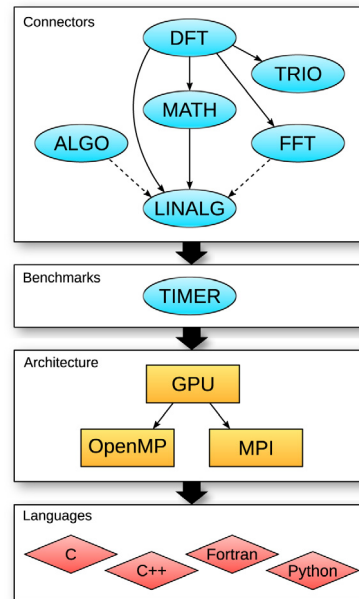 Connectors
DFT
TRIO
MATH
ALGO
FFT
LINALG
Benchmarks
TIMER
Architecture
GPU
OpenMP
MPI
Languages
C
C++
Fortran
Python